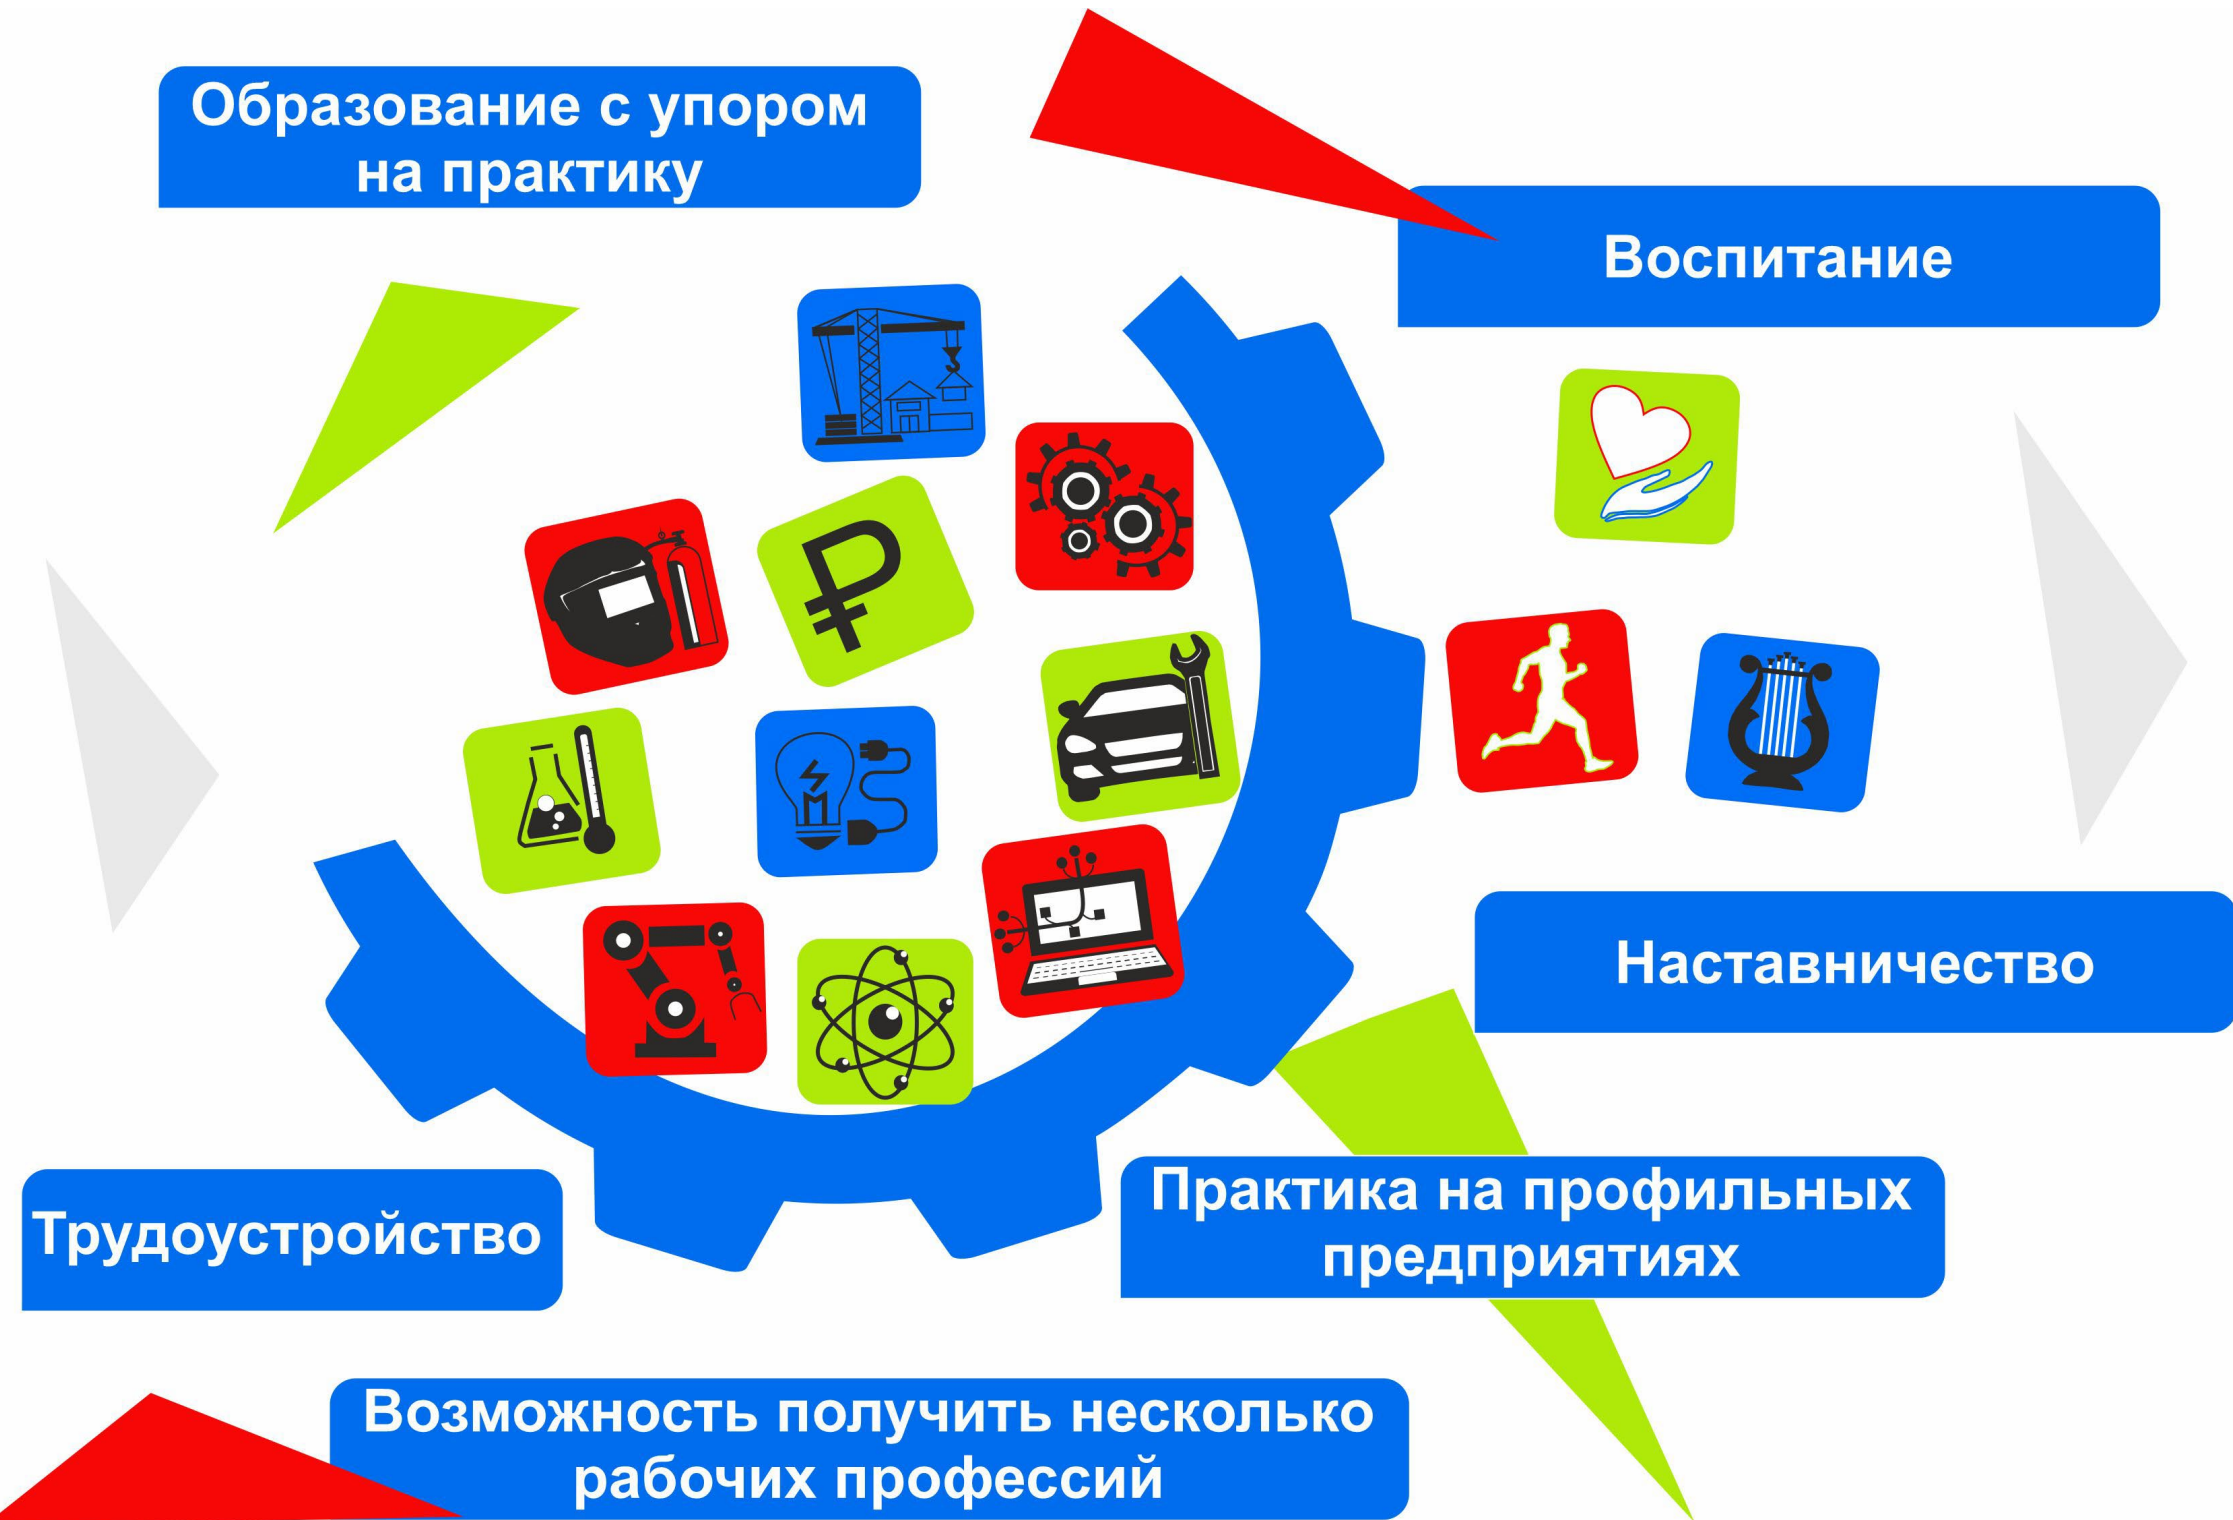 Образование с упором
на практику
Воспитание
Наставничество
Практика на профильных
предприятиях
Трудоустройство
Возможность получить несколько
рабочих профессий